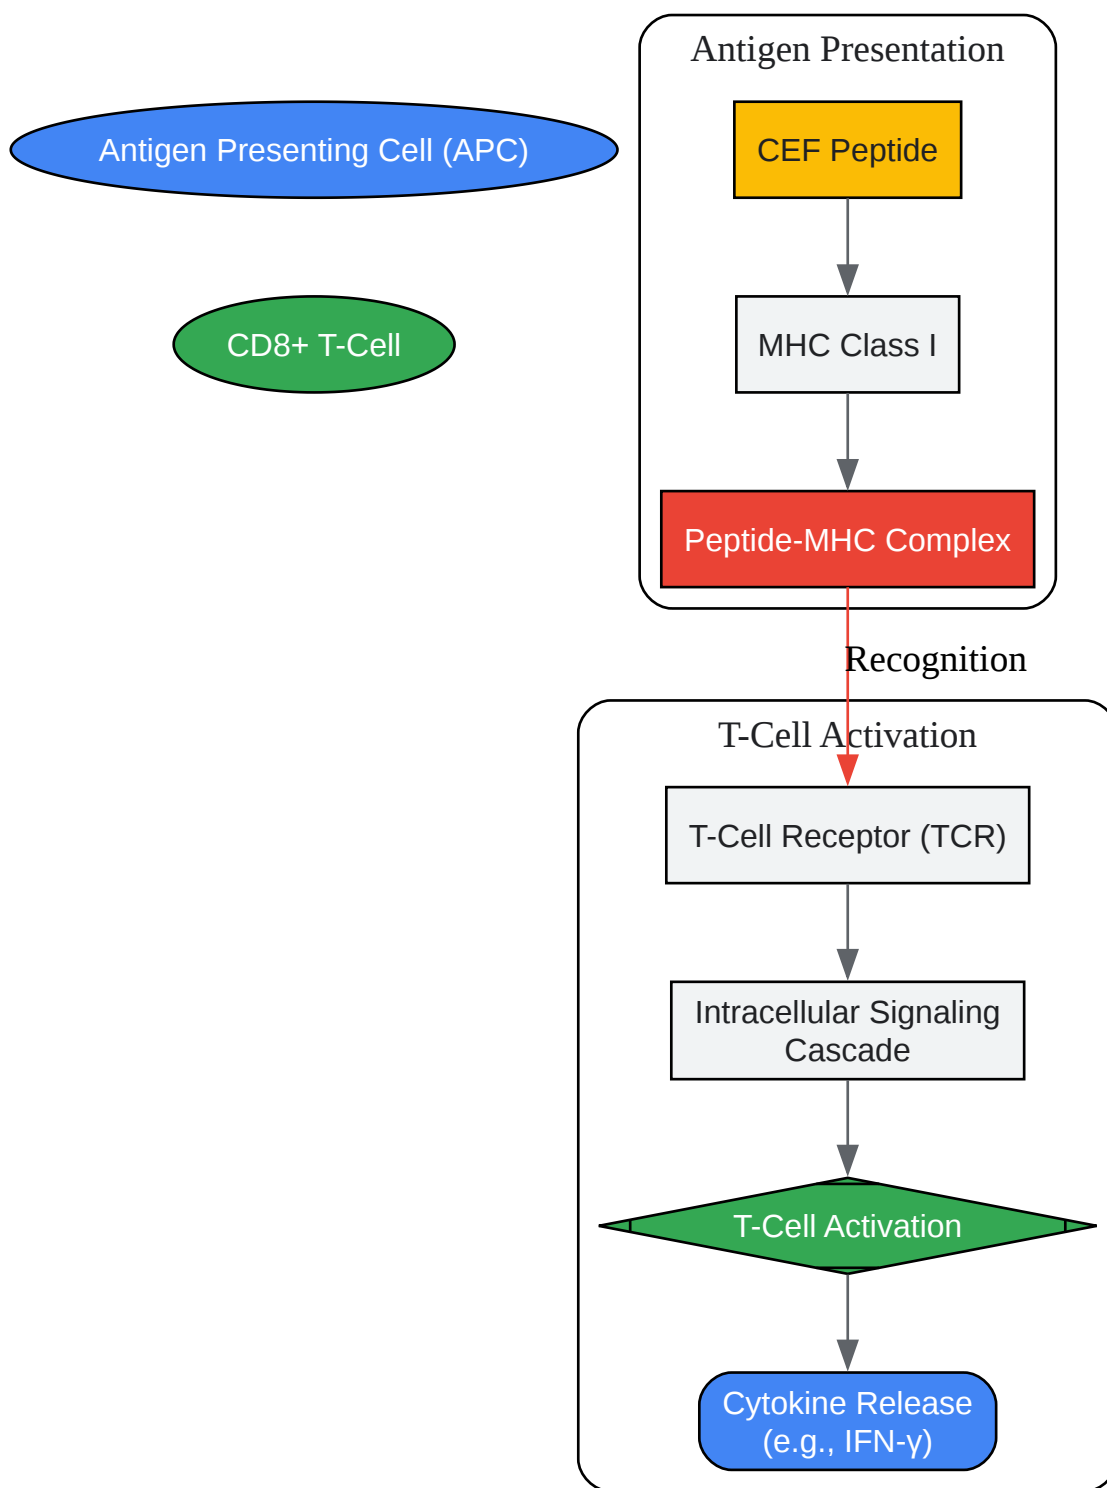 Antigen Presentation
Antigen Presenting Cell (APC)
CEF Peptide
CD8+ T-Cell
MHC Class I
Peptide-MHC Complex
Recognition
T-Cell Activation
T-Cell Receptor (TCR)
Intracellular Signaling
Cascade
T-Cell Activation
Cytokine Release
(e.g., IFN-γ)